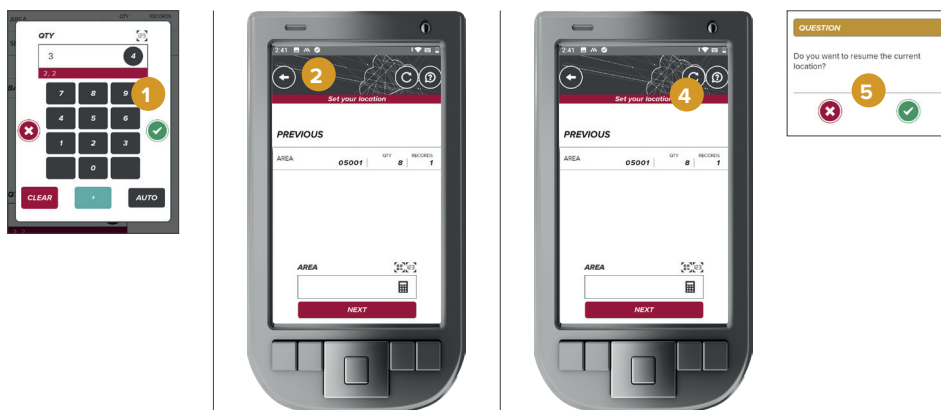 AREA QTY RECORDS
QTY
123
3 4
2, 2
7 8 9
1
4 5 6
1 2 3
0
CLEAR + AUTO
2:41
2
Set your location
PREVIOUS
AREA 05001 QTY 8 RECORDS 1
AREA
123
NEXT
2:41
Set your location
4
PREVIOUS
AREA 05001 QTY 8 RECORDS 1
AREA
123
NEXT
QUESTION
Do you want to resume the current
location?
5